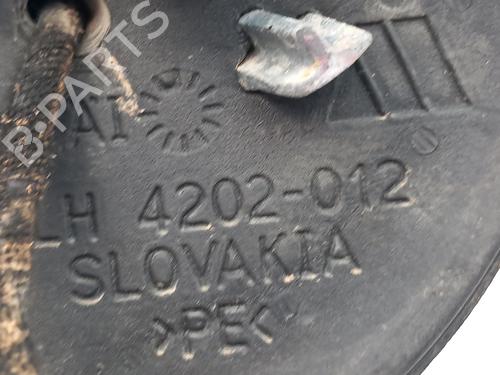 B-PARTS
AI
LH 4202-012
SLOVAKIA
>PE<